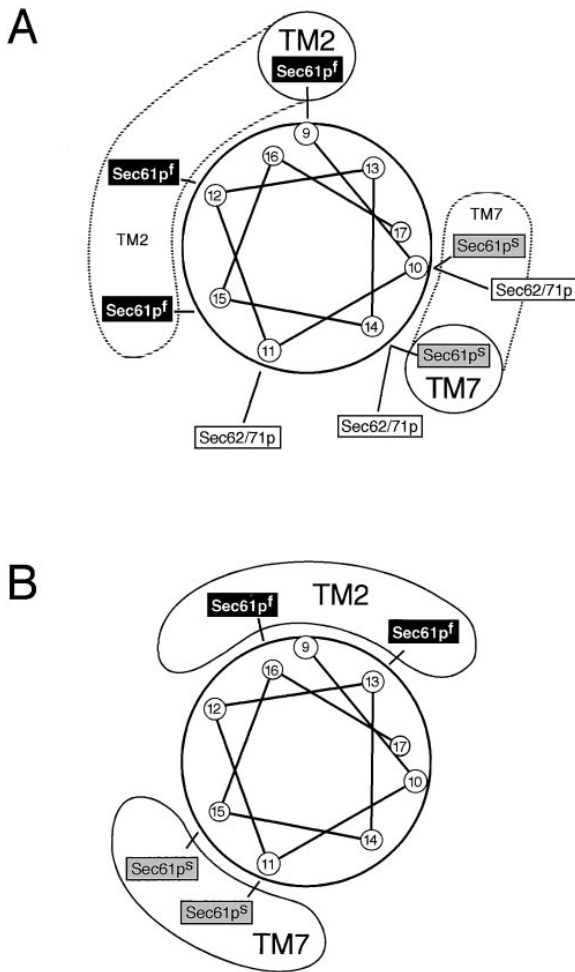 A
TM2
Sec61pf
9
16
13
Sec61pf
12
TM7
17
Sec61pS
TM2
10
Sec62/71p
15
Sec61pf
14
11
Sec61pS
TM7
Sec62/71p
Sec62/71p
B
TM2
Sec61pf
Sec61pf
9
16
13
12
17
10
15
14
11
Sec61pS
Sec61pS
TM7